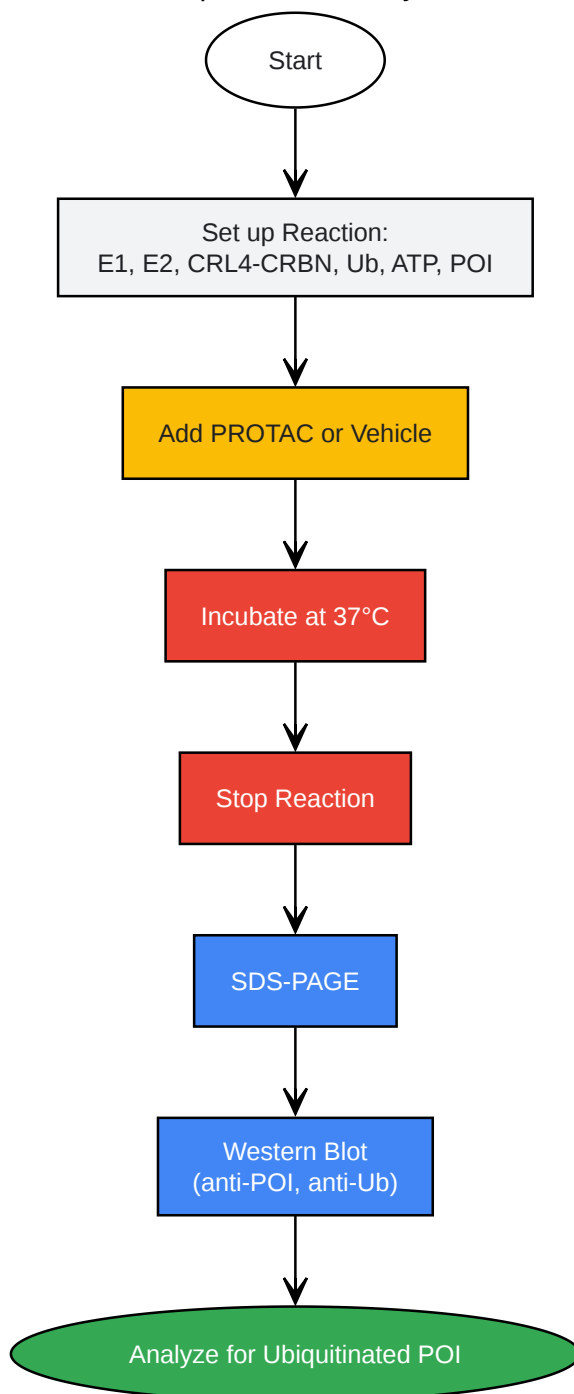 Start
Set up Reaction:
E1, E2, CRL4-CRBN, Ub, ATP, POI
Add PROTAC or Vehicle
Incubate at 37°C
Stop Reaction
SDS-PAGE
Western Blot
(anti-POI, anti-Ub)
Analyze for Ubiquitinated POI